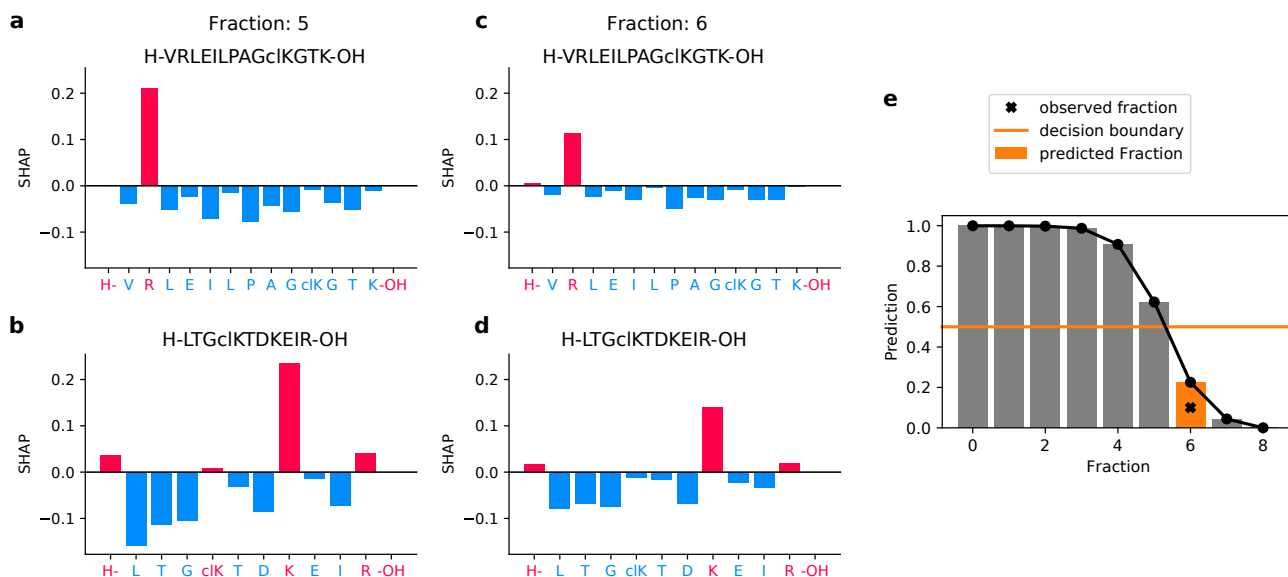 a
Fraction: 5
H-VRLEILPAGclKGTK-OH
SHAP
0.2
0.1
0.0
−0.1
H- V R L E I L P A G clK G T K -OH
b
H-LTGclKTDKEIR-OH
SHAP
0.2
0.1
0.0
−0.1
H- L T G clK T D K E I R -OH
c
Fraction: 6
H-VRLEILPAGclKGTK-OH
SHAP
0.2
0.1
0.0
−0.1
H- V R L E I L P A G clK G T K -OH
d
H-LTGclKTDKEIR-OH
SHAP
0.2
0.1
0.0
−0.1
H- L T G clK T D K E I R -OH
e
observed fraction
decision boundary
predicted Fraction
Prediction
1.0
0.8
0.6
0.4
0.2
0.0
0 2 4 6 8
Fraction